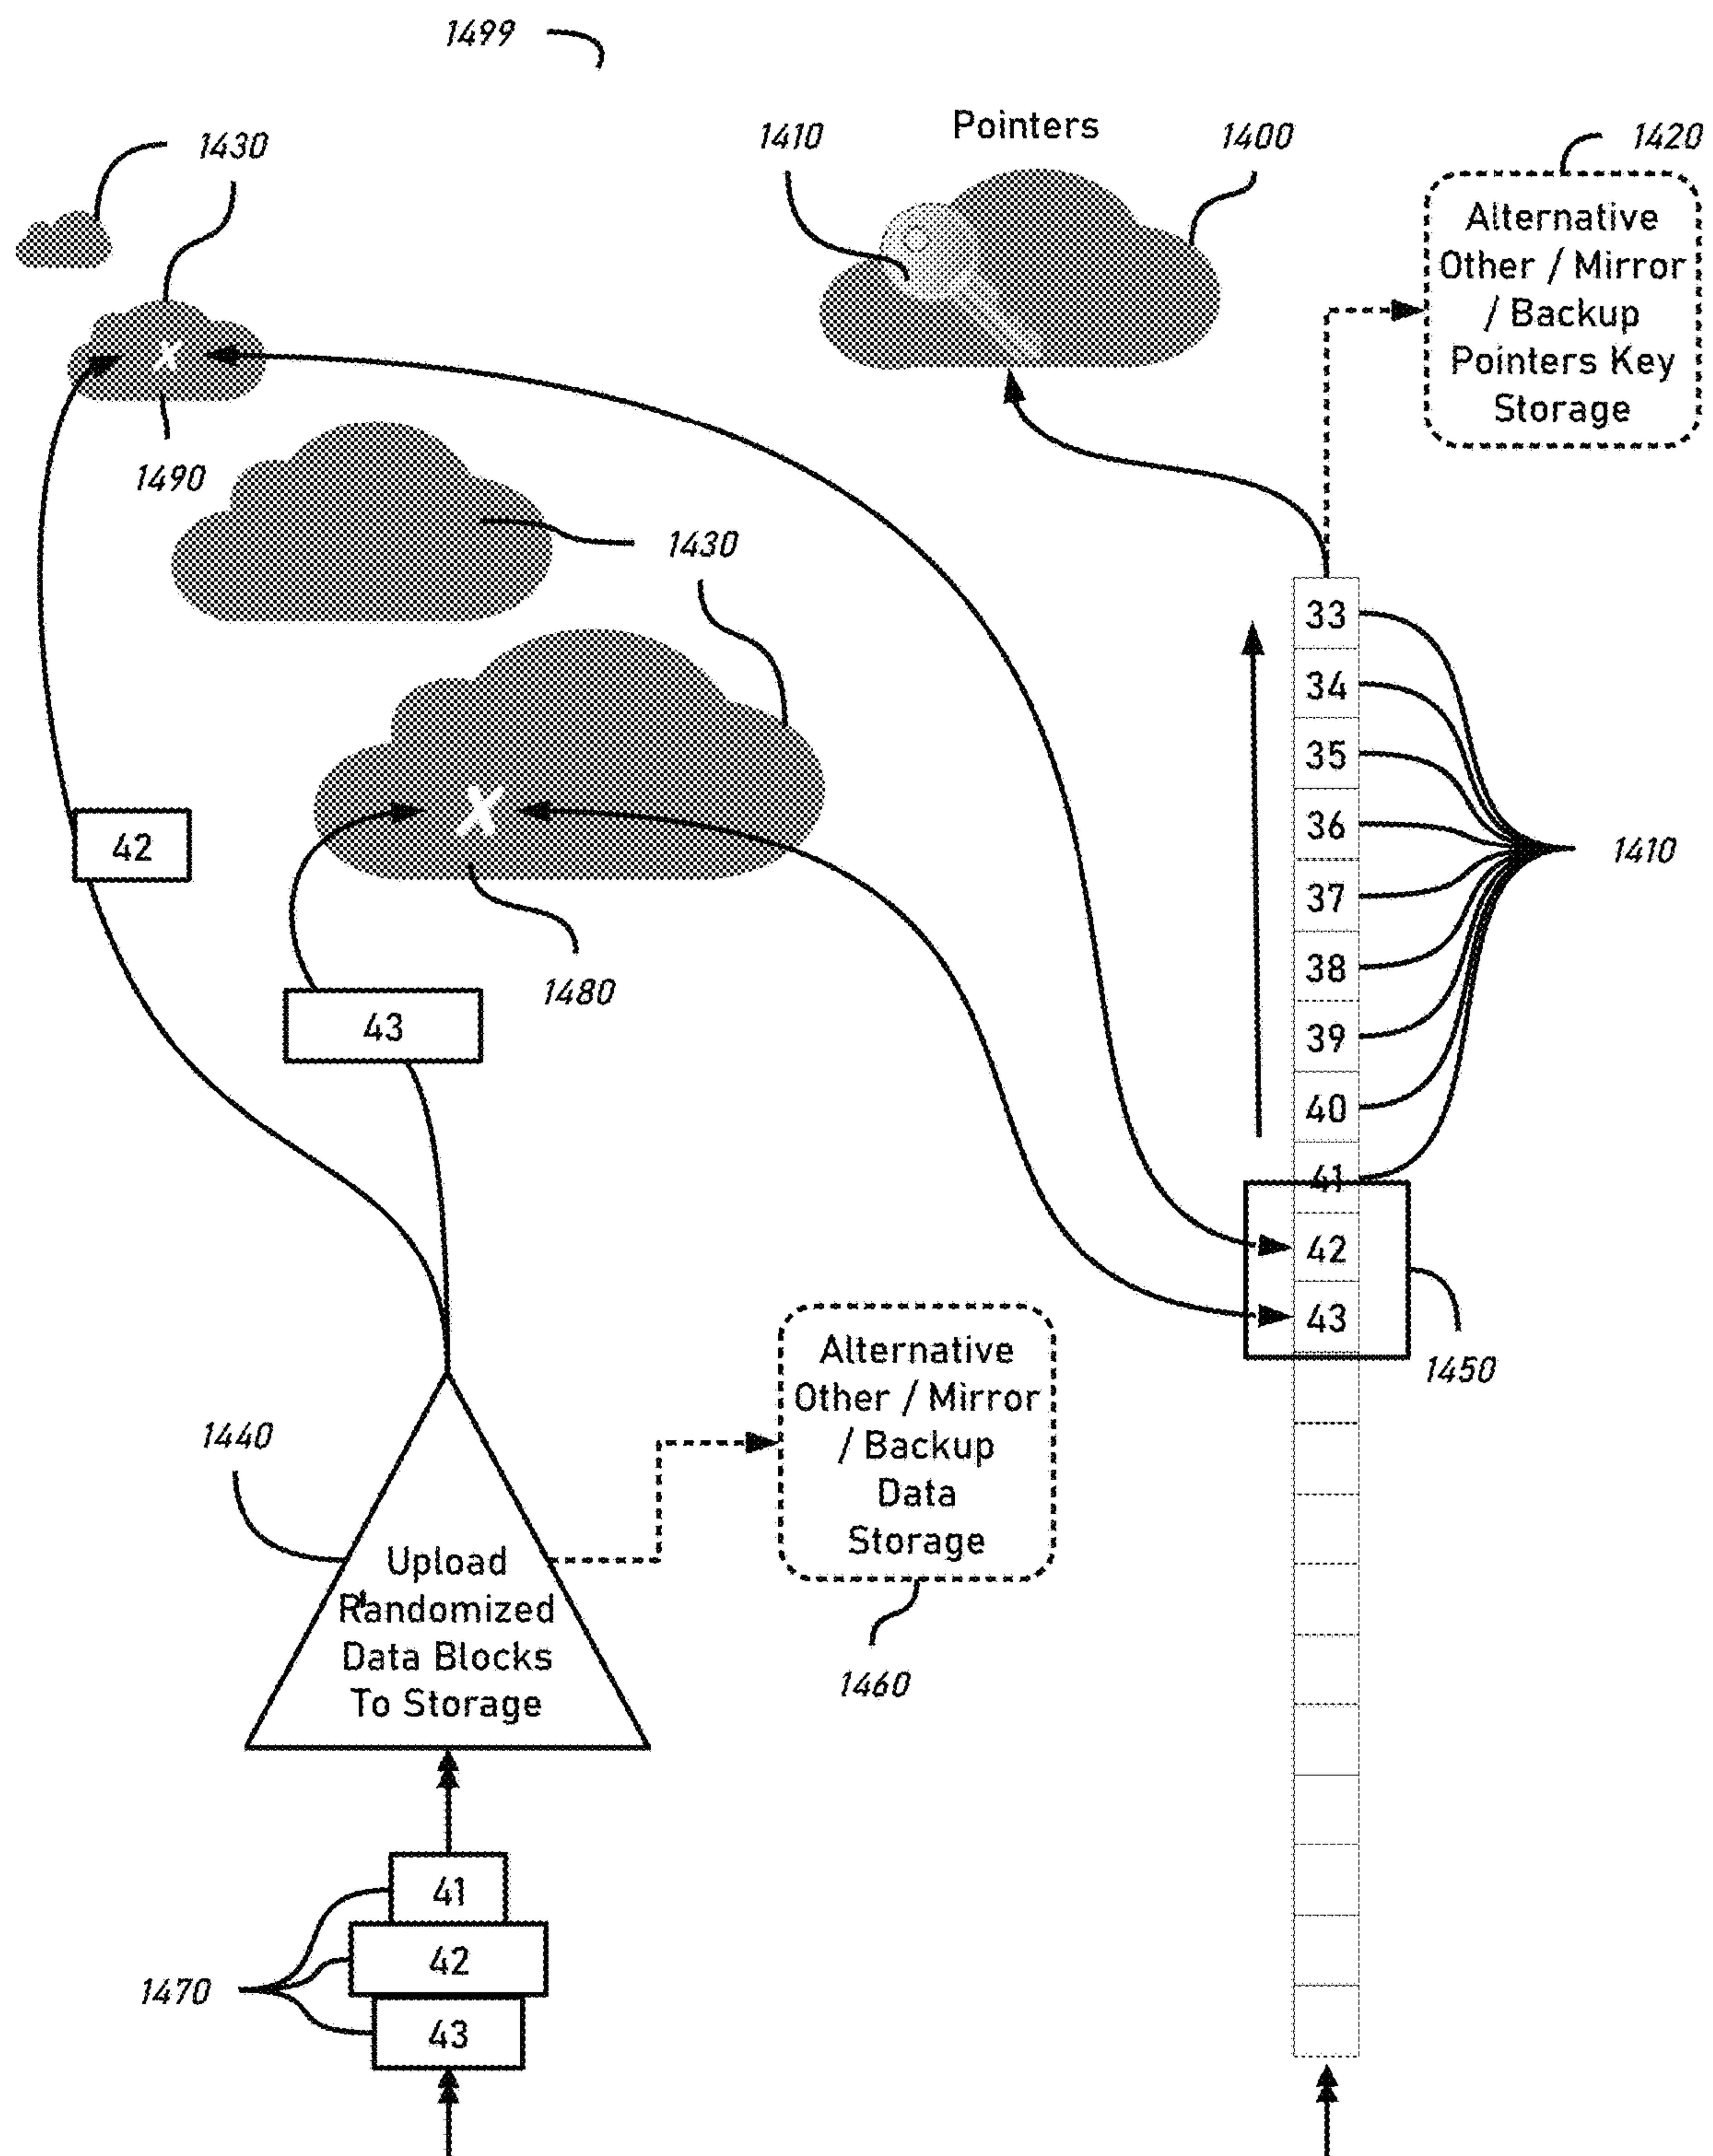 1499
1430
1410
Pointers
1400
1420
Alternative
Other / Mirror
/ Backup
Pointers Key
Storage
1490
1430
33
34
35
36
37
38
39
40
41
42
43
1410
42
1480
43
1450
Alternative
Other / Mirror
/ Backup
Data
Storage
1440
Upload
Randomized
Data Blocks
To Storage
1460
41
42
43
1470